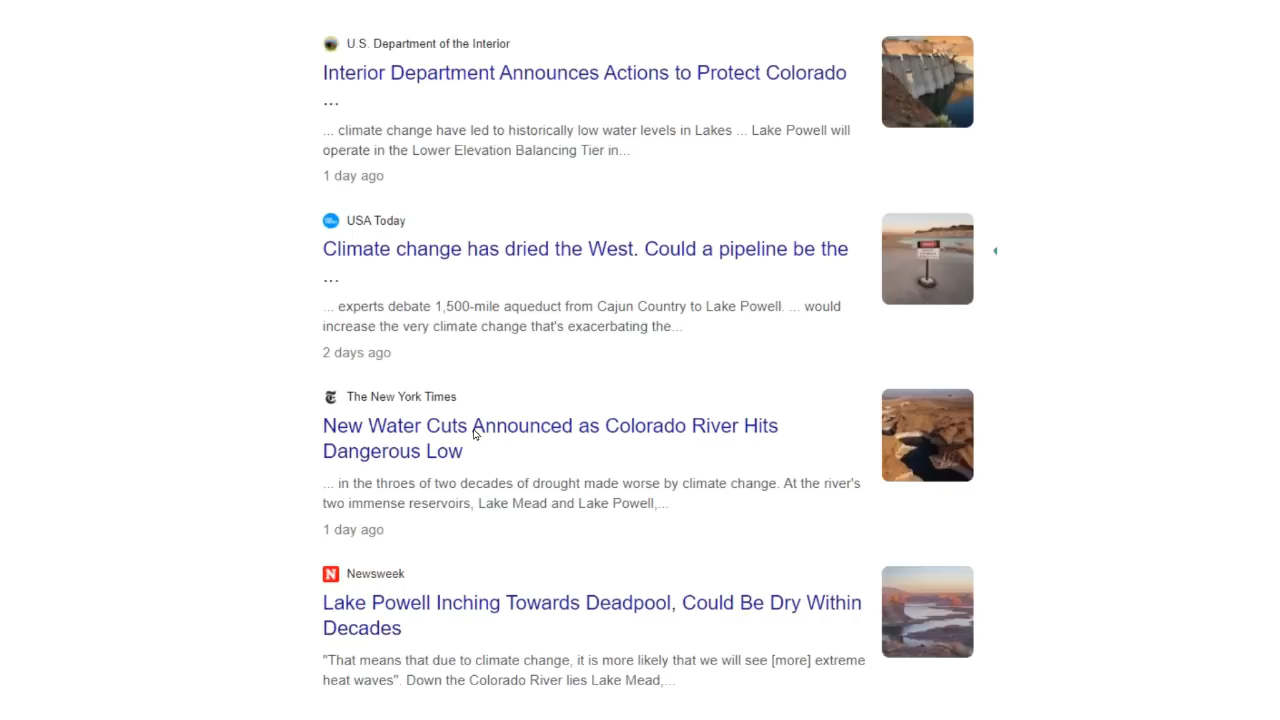 U.S. Department of the Interior
Interior Department Announces Actions to Protect Colorado
...
... climate change have led to historically low water levels in Lakes ... Lake Powell will
operate in the Lower Elevation Balancing Tier in...
1 day ago
USA Today
Climate change has dried the West. Could a pipeline be the
...
... experts debate 1,500-mile aqueduct from Cajun Country to Lake Powell. ... would
increase the very climate change that's exacerbating the...
2 days ago
The New York Times
New Water Cuts Announced as Colorado River Hits
Dangerous Low
... in the throes of two decades of drought made worse by climate change. At the river's
two immense reservoirs, Lake Mead and Lake Powell,...
1 day ago
N
Newsweek
Lake Powell Inching Towards Deadpool, Could Be Dry Within
Decades
"That means that due to climate change, it is more likely that we will see [more] extreme
heat waves". Down the Colorado River lies Lake Mead,...